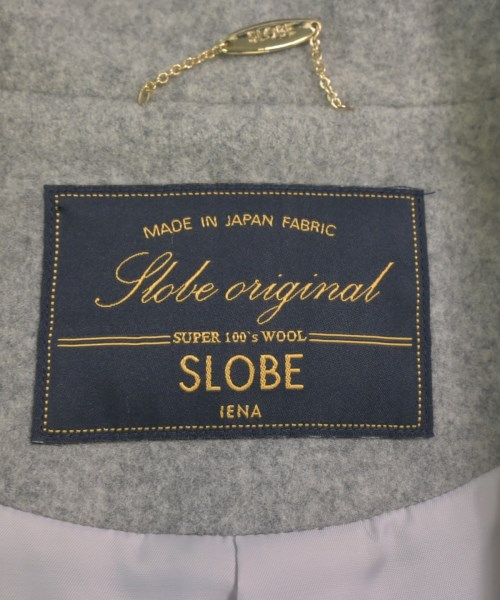 SLOBE
MADE IN JAPAN FABRIC
Slobe original
SUPER 100's WOOL
SLOBE
IENA